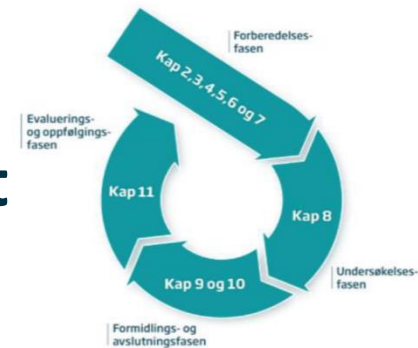 Forberedelses-
fasen
Kap 2,3,4,5,6 og 7
Evaluerings-
og oppfølgings-
fasen
t
Kap 11
Kap 8
Kap 9 og 10
Undersøkelses-
fasen
Formidlings- og
avslutningsfasen